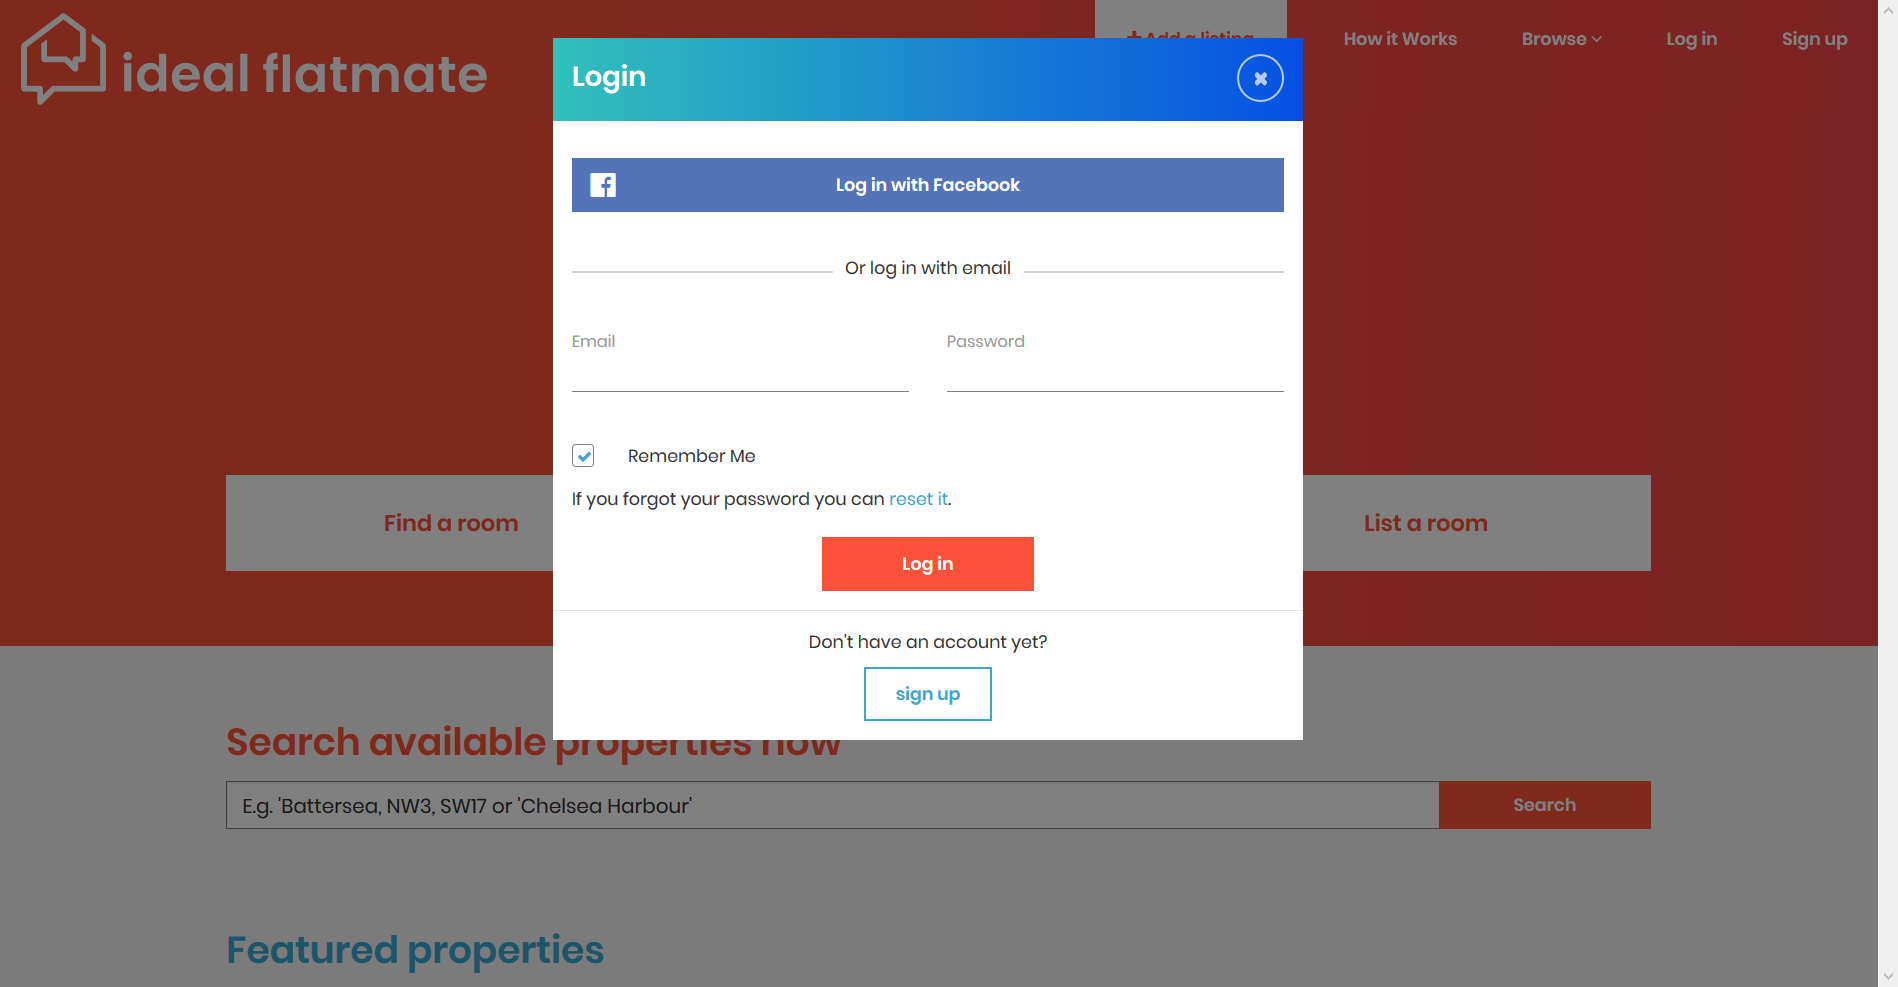 ideal flatmate
Add a listing
How it Works
Browse
Log in
Sign up
Login
Log in with Facebook
Or log in with email
Email
Password
Remember Me
If you forgot your password you can reset it.
Find a room
List a room
Log in
Don't have an account yet?
sign up
Search available properties now
E.g. 'Battersea, NW3, SW17 or 'Chelsea Harbour'
Search
Featured properties